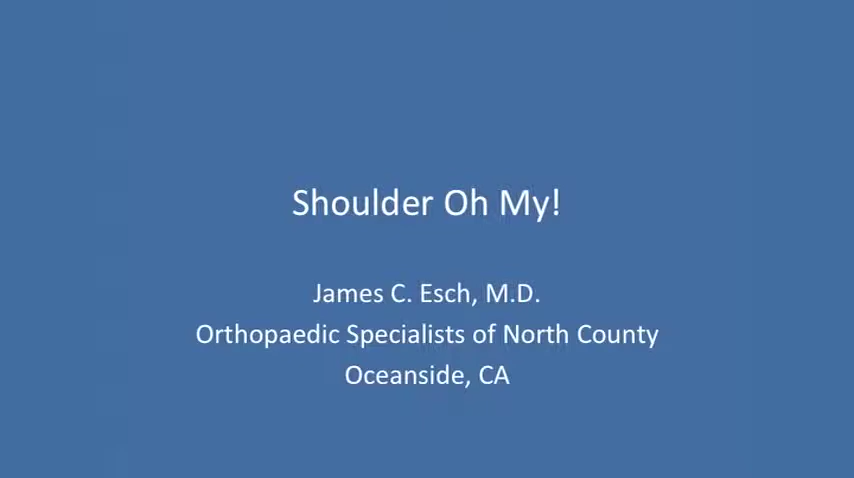 Shoulder Oh My!
James C. Esch, M.D.
Orthopaedic Specialists of North County
Oceanside, CA